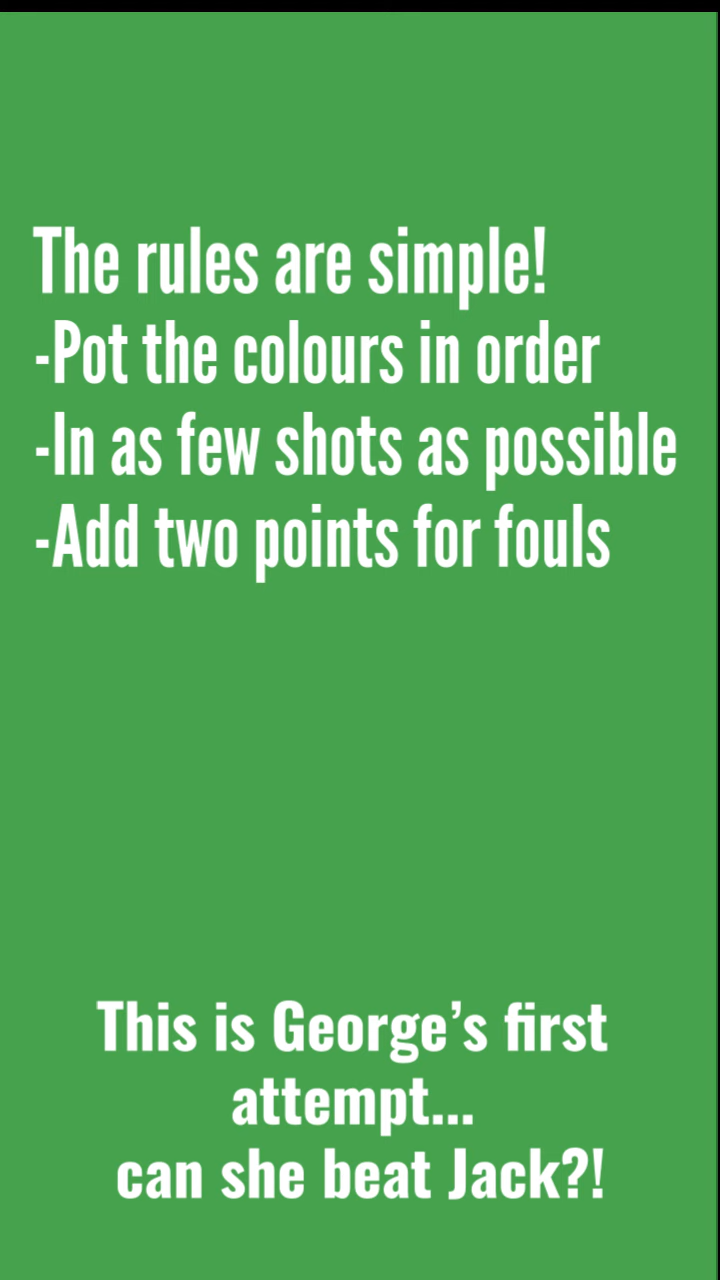 The rules are simple!
-Pot the colours in order
-In as few shots as possible
-Add two points for fouls
This is George’s first
attempt...
can she beat Jack?!